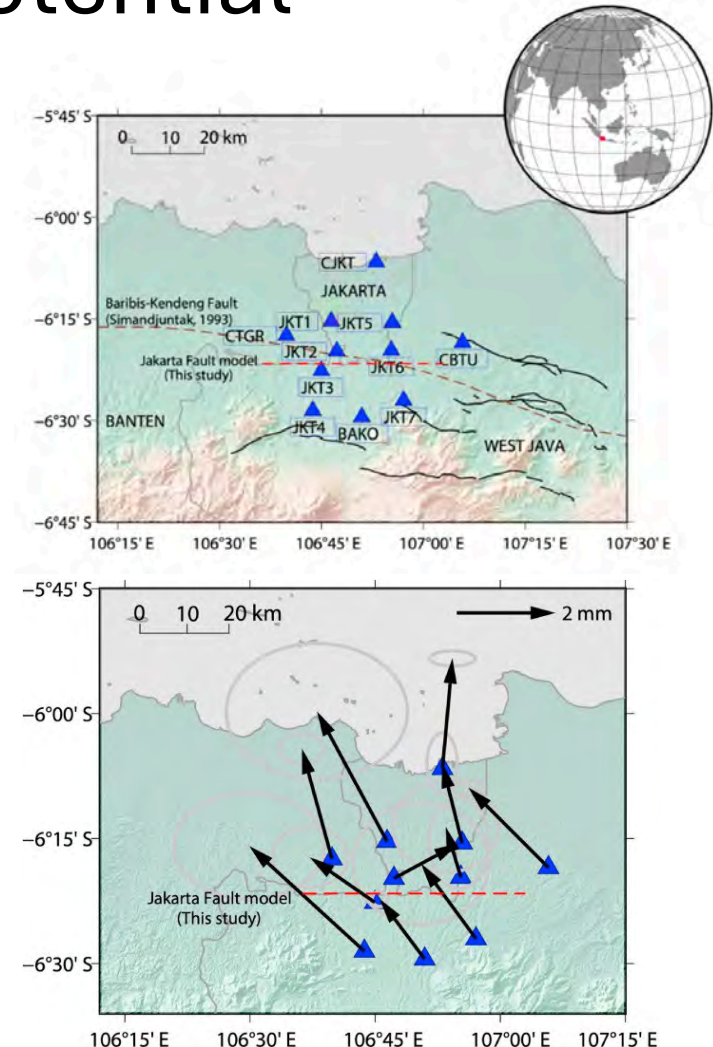 otential
−5°45' S
0 10 20 km
−6°00' S
CJKT
JAKARTA
Baribis-Kendeng Fault
(Simandjuntak, 1993)
−6°15' S
JKT1
JKT5
CTGR
JKT2
Jakarta Fault model
(This study)
CBTU
JKT6
JKT3
−6°30' S
BANTEN
JKT4
BAKO
JKT7
WEST JAVA
−6°45' S
106°15' E 106°30' E 106°45' E 107°00' E 107°15' E 107°30' E
−5°45' S
0 10 20 km
2 mm
−6°00' S
−6°15' S
Jakarta Fault model
(This study)
−6°30' S
106°15' E 106°30' E 106°45' E 107°00' E 107°15' E